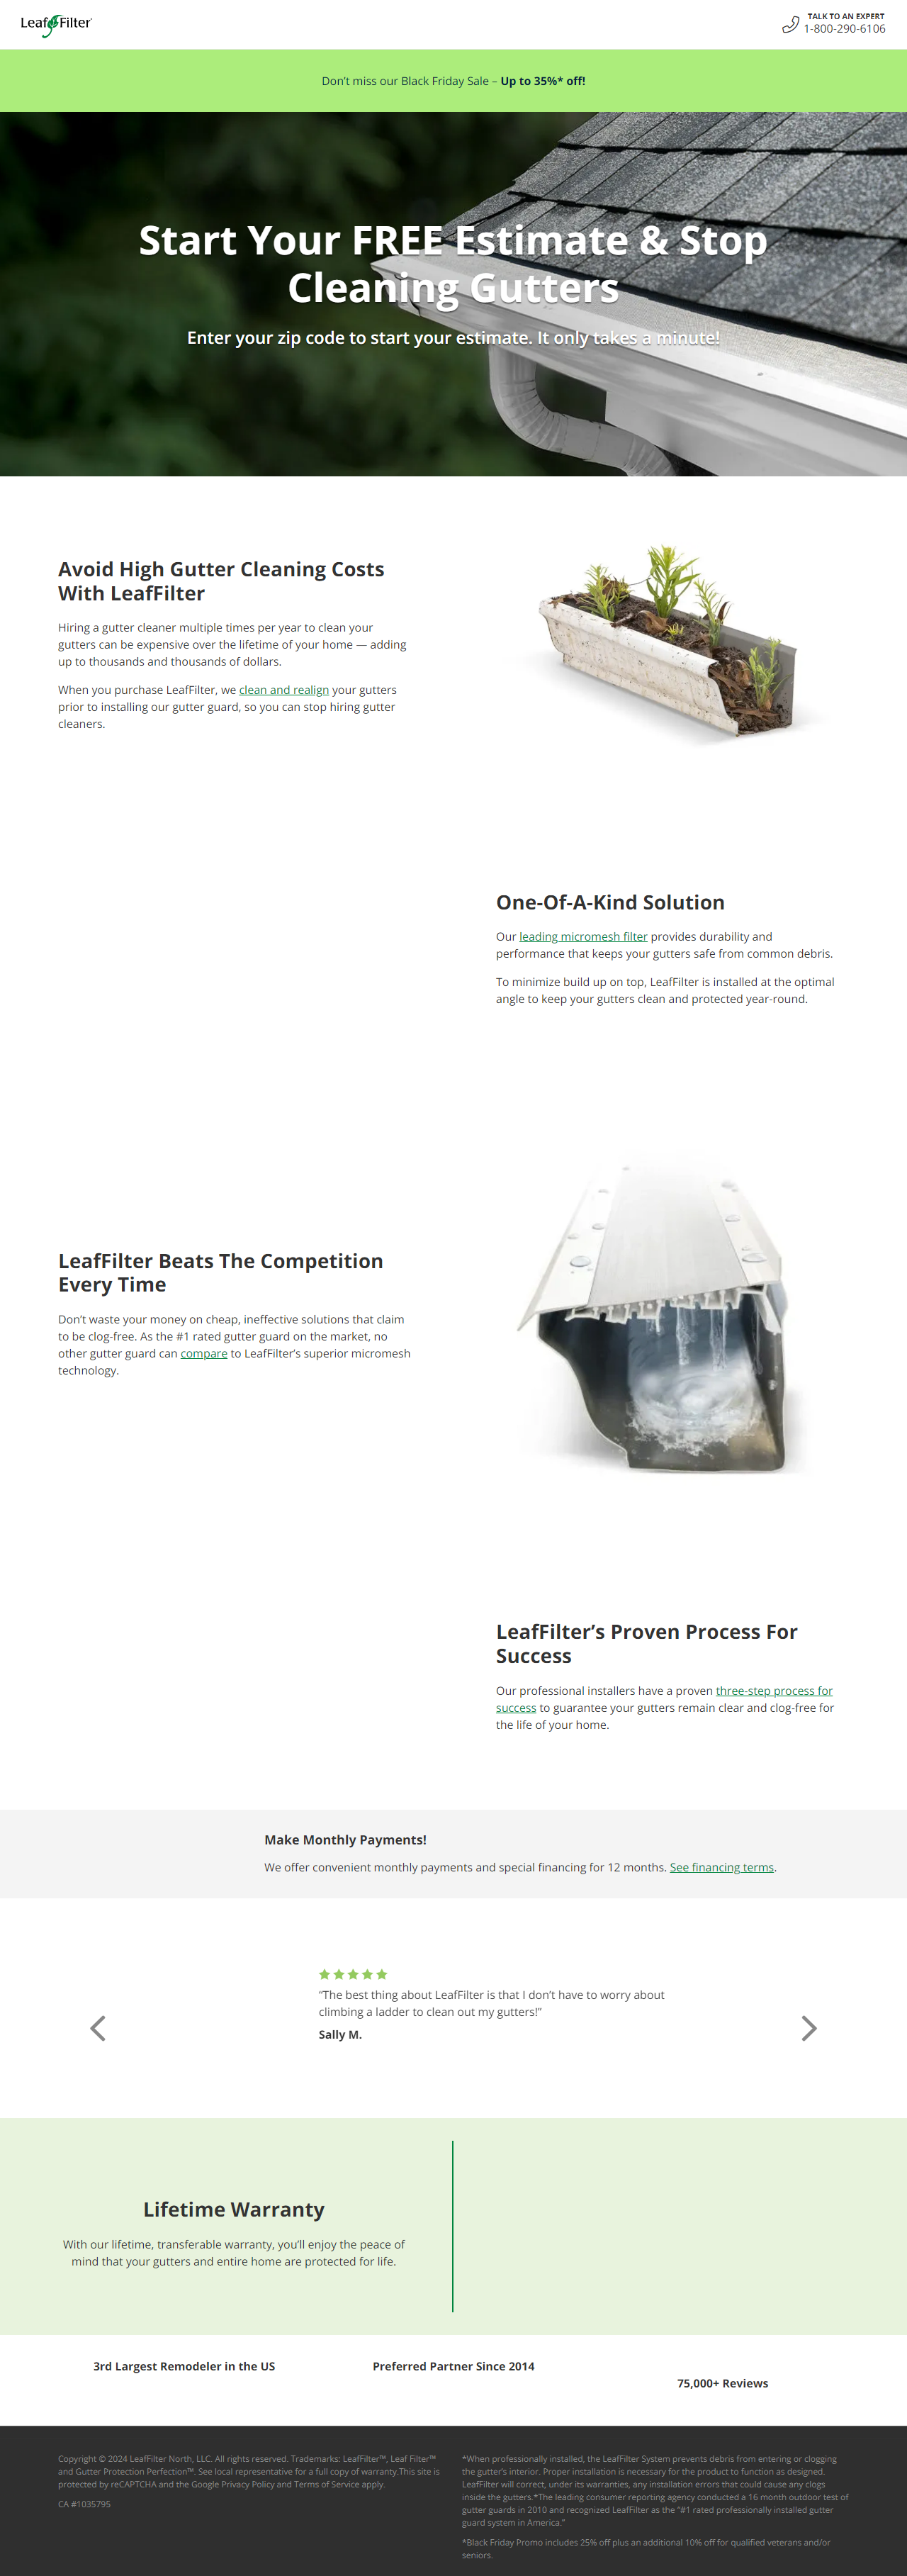 LeafFilter
TALK TO AN EXPERT
1-800-290-6106
Don't miss our Black Friday Sale – Up to 35%* off!
Start Your FREE Estimate & Stop
Cleaning Gutters
Enter your zip code to start your estimate. It only takes a minute!
Avoid High Gutter Cleaning Costs
With LeafFilter
Hiring a gutter cleaner multiple times per year to clean your
gutters can be expensive over the lifetime of your home — adding
up to thousands and thousands of dollars.
When you purchase LeafFilter, we clean and realign your gutters
prior to installing our gutter guard, so you can stop hiring gutter
cleaners.
One-Of-A-Kind Solution
Our leading micromesh filter provides durability and
performance that keeps your gutters safe from common debris.
To minimize build up on top, LeafFilter is installed at the optimal
angle to keep your gutters clean and protected year-round.
LeafFilter Beats The Competition
Every Time
Don't waste your money on cheap, ineffective solutions that claim
to be clog-free. As the #1 rated gutter guard on the market, no
other gutter guard can compare to LeafFilter's superior micromesh
technology.
LeafFilter's Proven Process For
Success
Our professional installers have a proven three-step process for
success to guarantee your gutters remain clear and clog-free for
the life of your home.
Make Monthly Payments!
We offer convenient monthly payments and special financing for 12 months. See financing terms.
"The best thing about LeafFilter is that I don't have to worry about
climbing a ladder to clean out my gutters!"
Sally M.
Lifetime Warranty
With our lifetime, transferable warranty, you'll enjoy the peace of
mind that your gutters and entire home are protected for life.
3rd Largest Remodeler in the US
Preferred Partner Since 2014
75,000+ Reviews
Copyright © 2024 LeafFilter North, LLC. All rights reserved. Trademarks: LeafFilter™, Leaf Filter™
and Gutter Protection Perfection™. See local representative for a full copy of warranty.This site is
protected by reCAPTCHA and the Google Privacy Policy and Terms of Service apply.
CA #1035795
*When professionally installed, the LeafFilter System prevents debris from entering or clogging
the gutter's interior. Proper installation is necessary for the product to function as designed.
LeafFilter will correct, under its warranties, any installation errors that could cause any clogs
inside the gutters.*The leading consumer reporting agency conducted a 16 month outdoor test of
gutter guards in 2010 and recognized LeafFilter as the "#1 rated professionally installed gutter
guard system in America."
*Black Friday Promo includes 25% off plus an additional 10% off for qualified veterans and/or
seniors.